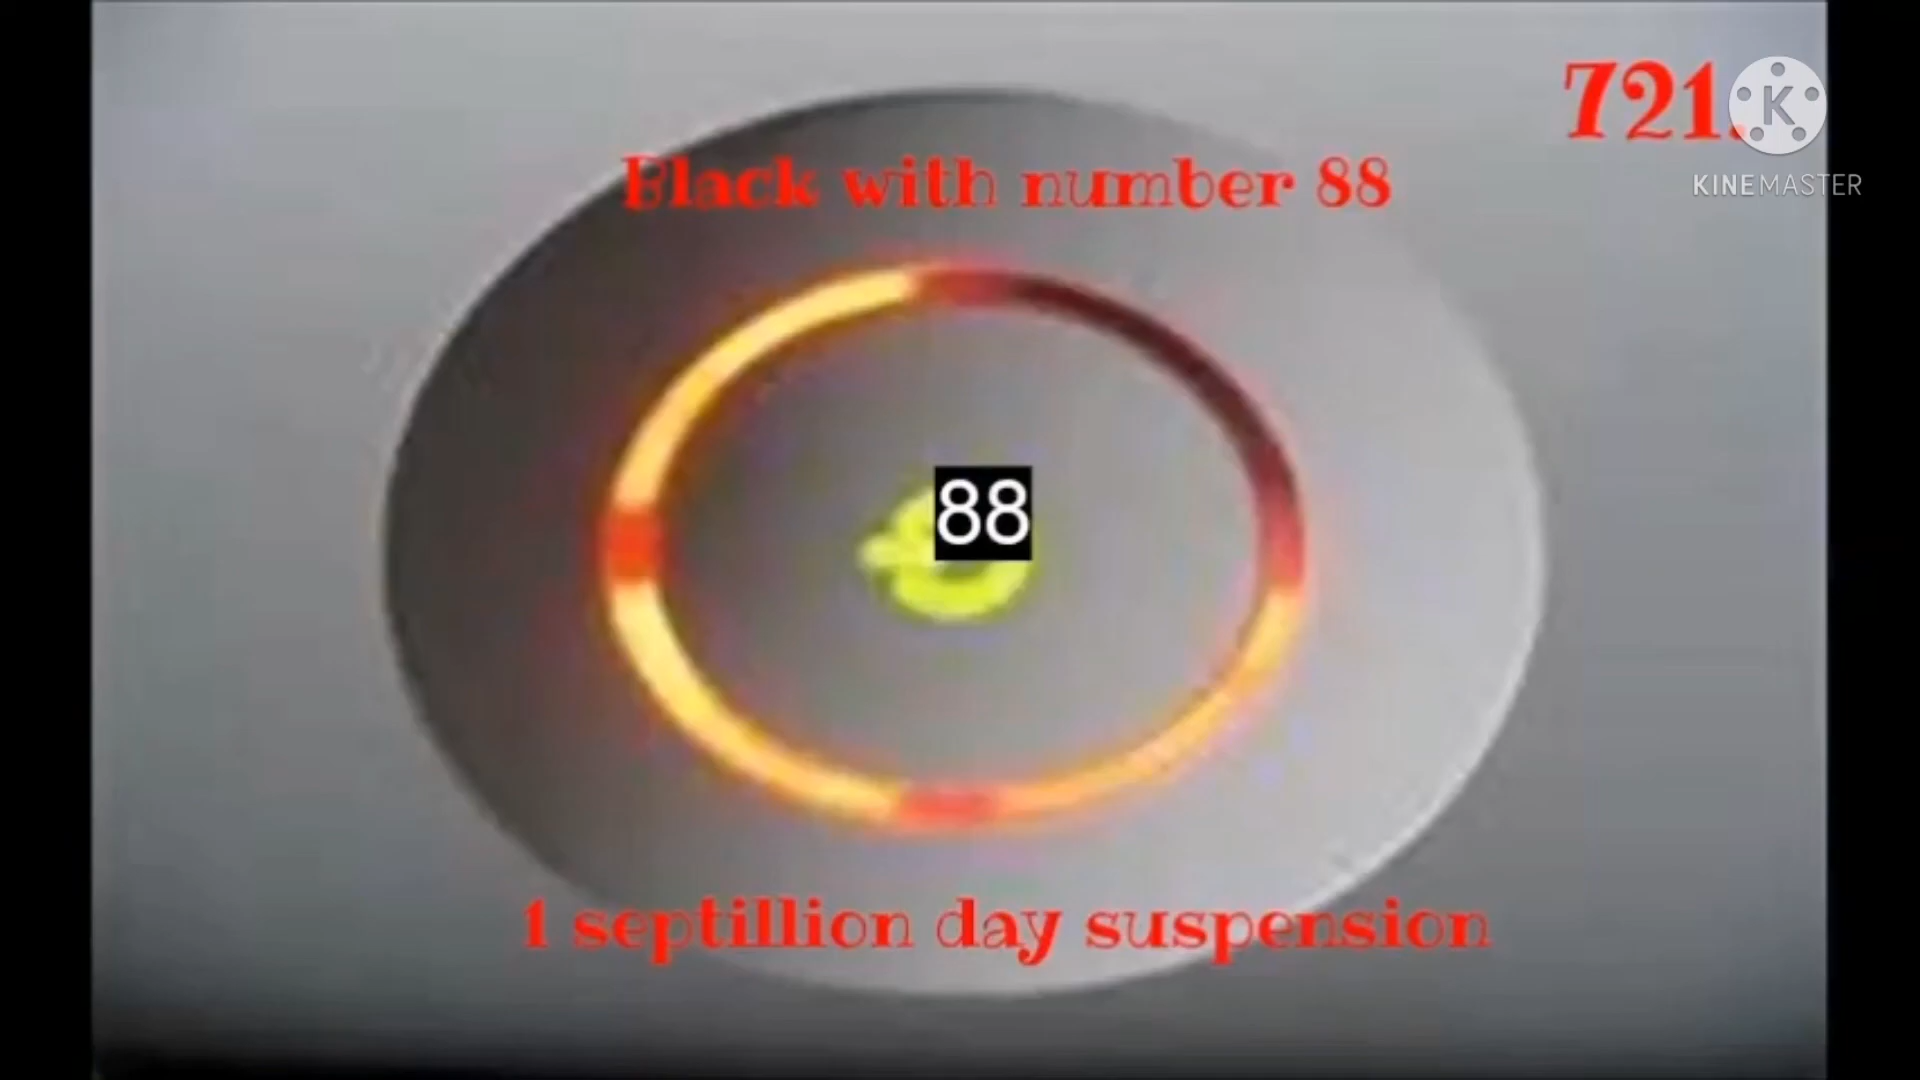 721.
KINEMASTER
Black with number 88
88
1 septillion day suspension